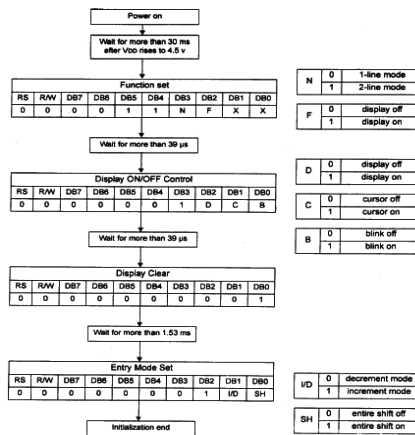 Power on
Wait for more than 30 ms
after VDD rises to 4.5 v
Function set
RS R/W DB7 DB6 DB5 DB4 DB3 DB2 DB1 DB0
0 0 0 0 1 1 N F X X
N 0 1-line mode
1 2-line mode
F 0 display off
1 display on
Wait for more than 39 µs
Display ON/OFF Control
RS R/W DB7 DB6 DB5 DB4 DB3 DB2 DB1 DB0
0 0 0 0 0 0 1 D C B
D 0 display off
1 display on
C 0 cursor off
1 cursor on
B 0 blink off
1 blink on
Wait for more than 39 µs
Display Clear
RS R/W DB7 DB6 DB5 DB4 DB3 DB2 DB1 DB0
0 0 0 0 0 0 0 0 0 1
Wait for more than 1.53 ms
Entry Mode Set
RS R/W DB7 DB6 DB5 DB4 DB3 DB2 DB1 DB0
0 0 0 0 0 0 0 1 I/D SH
I/D 0 decrement mode
1 increment mode
SH 0 entire shift off
1 entire shift on
Initialization end